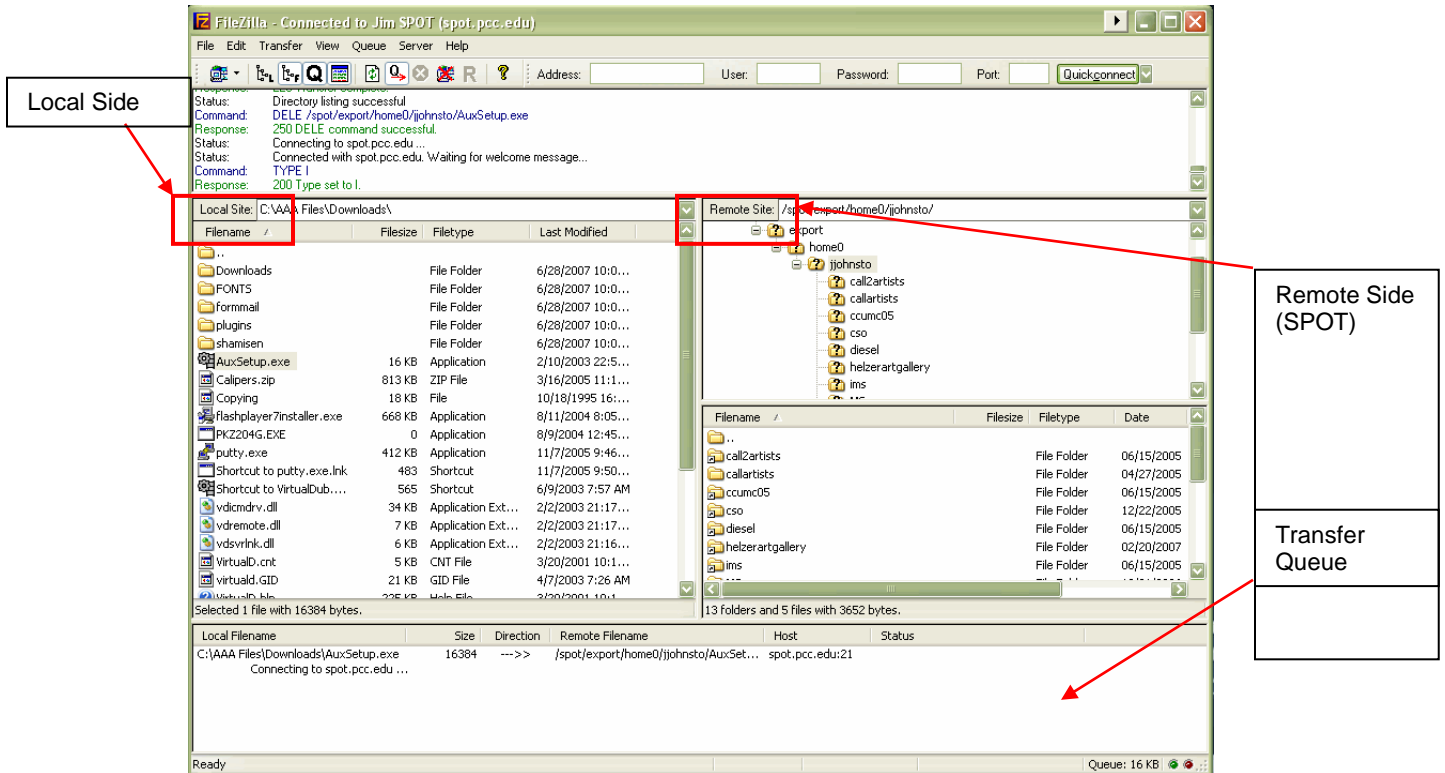 FileZilla - Connected to Jim SPOT (spot.pcc.edu)
File Edit Transfer View Queue Server Help
Address: User: Password: Port: Quickconnect
Local Side
Status: Directory listing successful
Command: DELE /spot/export/home0/jjohnsto/AuxSetup.exe
Response: 250 DELE command successful.
Status: Connecting to spot.pcc.edu ...
Status: Connected with spot.pcc.edu. Waiting for welcome message...
Command: TYPE I
Response: 200 Type set to I.
Local Site: C:\AAA Files\Downloads\
Filename Filesize Filetype Last Modified
..
Downloads File Folder 6/28/2007 10:0...
FONTS File Folder 6/28/2007 10:0...
formmail File Folder 6/28/2007 10:0...
plugins File Folder 6/28/2007 10:0...
shamisen File Folder 6/28/2007 10:0...
AuxSetup.exe 16 KB Application 2/10/2003 22:5...
Calipers.zip 813 KB ZIP File 3/16/2005 11:1...
Copying 18 KB File 10/18/1995 16:...
flashplayer7installer.exe 668 KB Application 8/11/2004 8:05...
PKZ204G.EXE 0 Application 8/9/2004 12:45...
putty.exe 412 KB Application 11/7/2005 9:46...
Shortcut to putty.exe.lnk 483 Shortcut 11/7/2005 9:50...
Shortcut to VirtualDub.... 565 Shortcut 6/9/2003 7:57 AM
vdicmdrv.dll 34 KB Application Ext... 2/2/2003 21:17...
vdremote.dll 7 KB Application Ext... 2/2/2003 21:17...
vdsvrlnk.dll 6 KB Application Ext... 2/2/2003 21:16...
VirtualD.cnt 5 KB CNT File 3/20/2001 10:1...
virtuald.GID 21 KB GID File 4/7/2003 7:26 AM
Selected 1 file with 16384 bytes.
Remote Site: /spot/export/home0/jjohnsto/
export
home0
jjohnsto
call2artists
callartists
ccumc05
cso
diesel
helzerartgallery
ims
Filename Filesize Filetype Date
..
call2artists File Folder 06/15/2005
callartists File Folder 04/27/2005
ccumc05 File Folder 06/15/2005
cso File Folder 12/22/2005
diesel File Folder 06/15/2005
helzerartgallery File Folder 02/20/2007
ims File Folder 06/15/2005
13 folders and 5 files with 3652 bytes.
Remote Side
(SPOT)
Transfer
Queue
Local Filename Size Direction Remote Filename Host Status
C:\AAA Files\Downloads\AuxSetup.exe 16384 --->> /spot/export/home0/jjohnsto/AuxSet... spot.pcc.edu:21
Connecting to spot.pcc.edu ...
Ready Queue: 16 KB